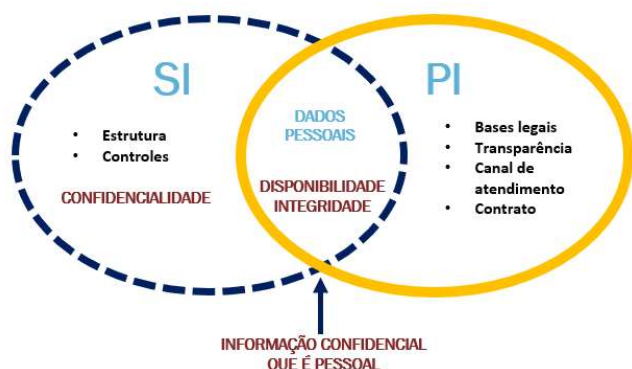 SI
• Estrutura
• Controles
CONFIDENCIALIDADE
DADOS
PESSOAIS
DISPONIBILIDADE
INTEGRIDADE
PI
• Bases legais
• Transparência
• Canal de
atendimento
• Contrato
INFORMAÇÃO CONFIDENCIAL
QUE É PESSOAL